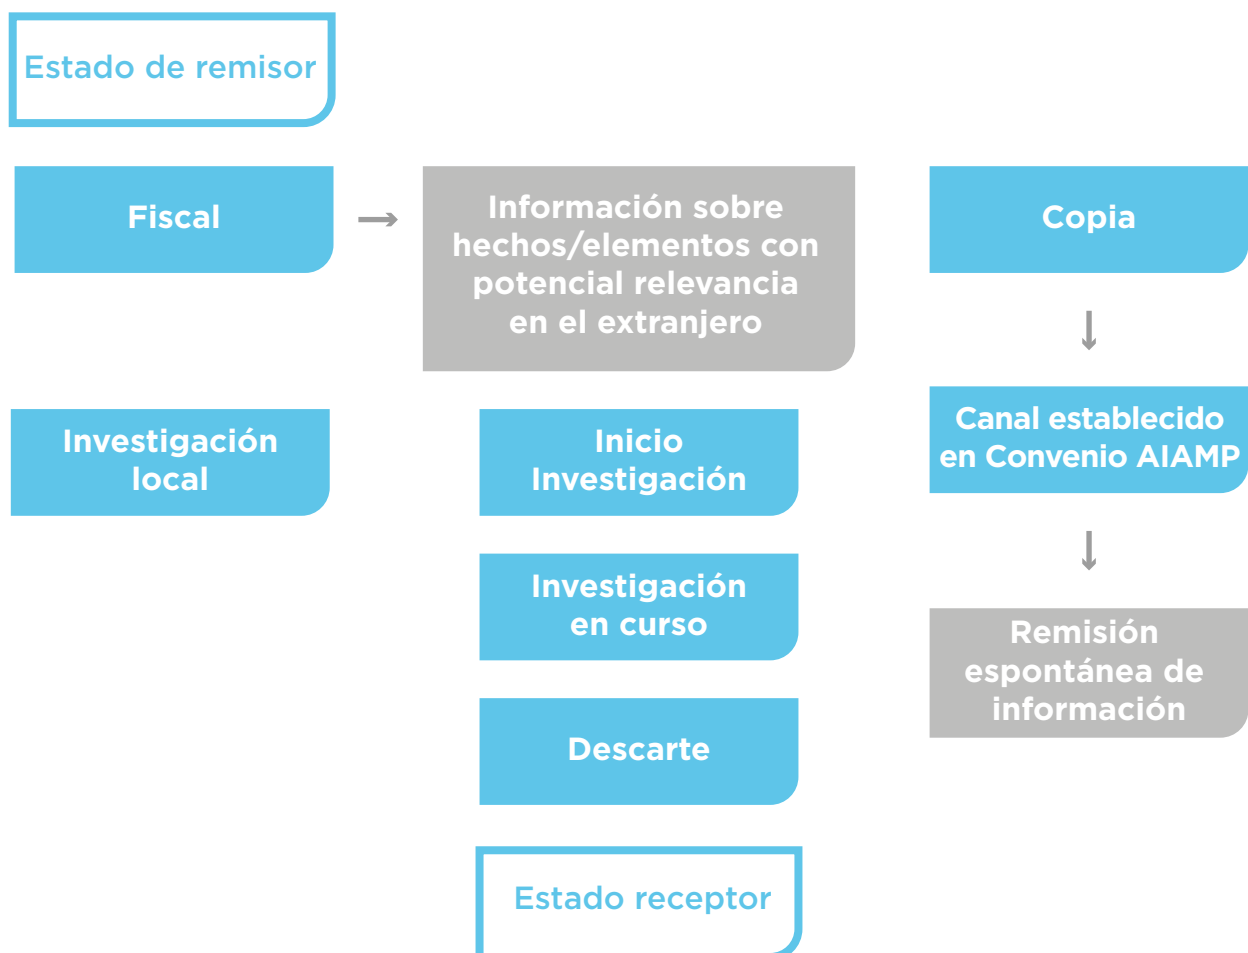 Estado de remisor
Fiscal
Información sobre
hechos/elementos con
potencial relevancia
en el extranjero
Copia
Investigación
local
Inicio
Investigación
Canal establecido
en Convenio AIAMP
Investigación
en curso
Remisión
espontánea de
información
Descarte
Estado receptor